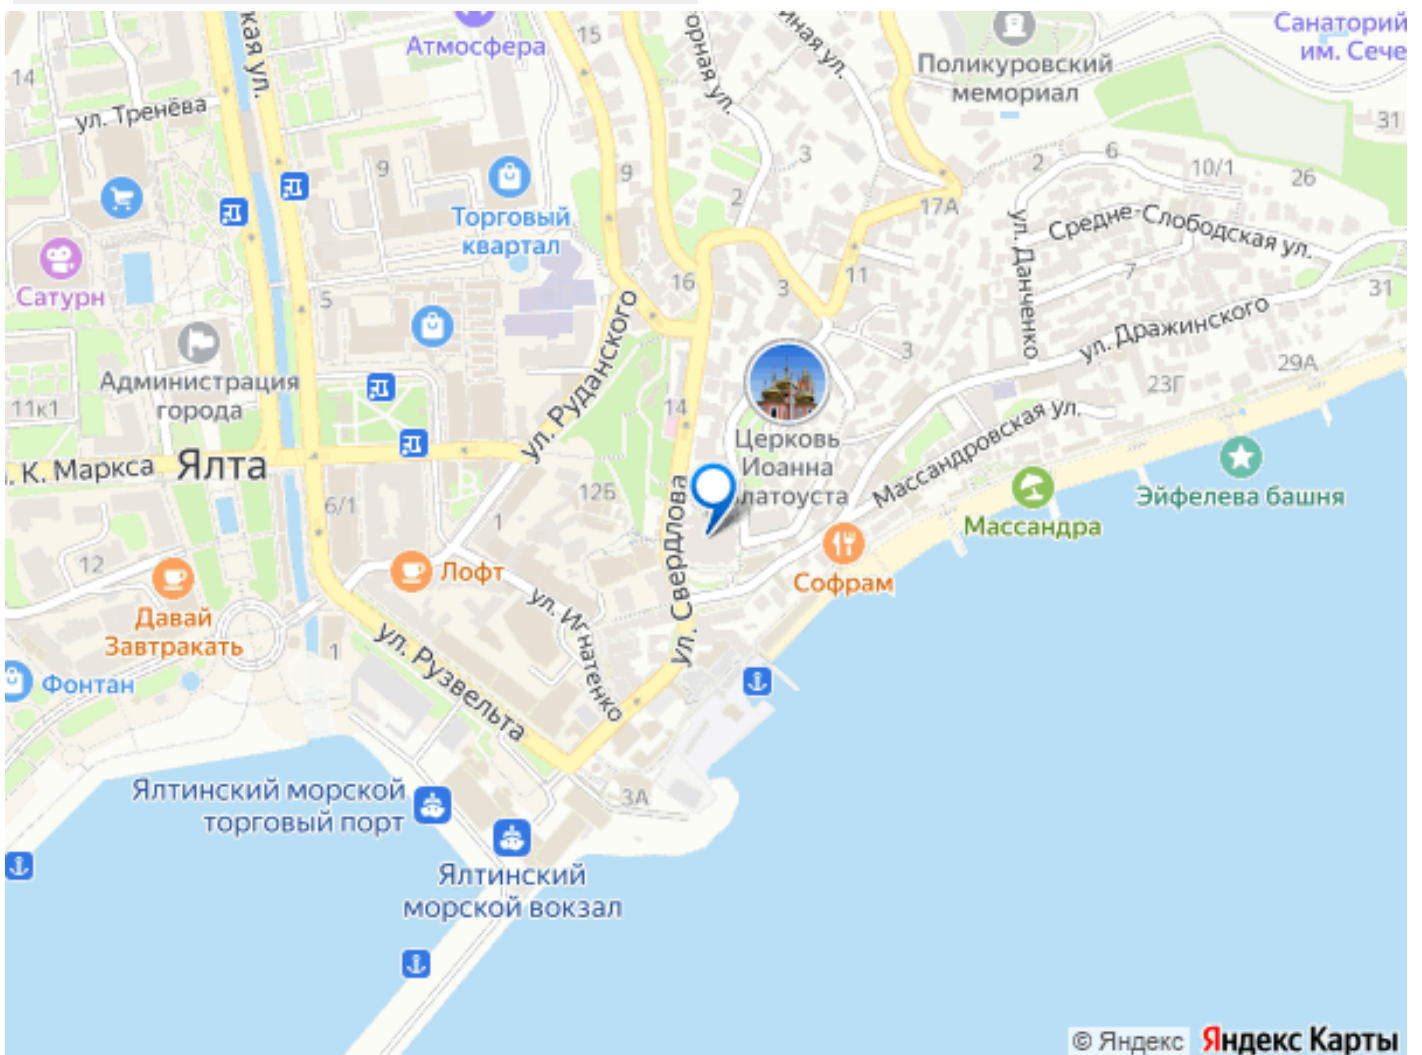 Атмосфера
15
Санаторий
им. Сече
Поликуровский
мемориал
14
ул. Тренёва
кая ул.
орная ул.
йная ул.
31
9
9
3
2
2
6
10/1
26
17А
Торговый
квартал
Средне-Слободская ул.
ул. Данченко
7
Сатурн
5
16
3
11
31
ул. Дражинского
Администрация
города
11к1
ул. Руданского
14
3
23Г
29А
Церковь
Иоанна
латоуста
Массандровская ул.
К. Маркса
Ялта
6/1
12Б
1
ул. Свердлова
Массандра
Эйфелева башня
12
Лофт
Софрам
Давай
Завтракать
ул. Игнатенко
1
Фонтан
ул. Рузвельта
3А
Ялтинский морской
торговый порт
Ялтинский
морской вокзал
© Яндекс Яндекс Карты